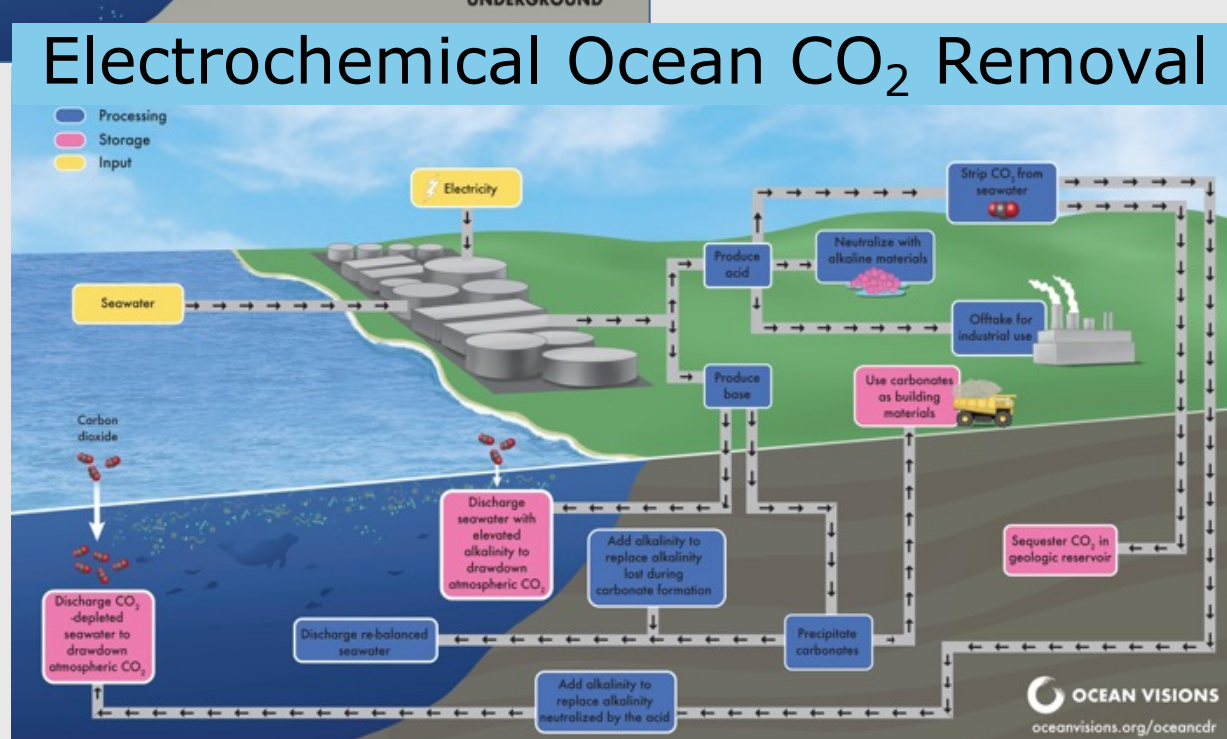 UNDERGROUND
Electrochemical Ocean CO₂ Removal
Processing
Storage
Input
Electricity
Seawater
Strip CO₂ from
seawater
Produce
acid
Neutralize with
alkaline materials
Offtake for
industrial use
Produce
base
Use carbonates
as building
materials
Carbon
dioxide
Discharge
seawater with
elevated
alkalinity to
drawdown
atmospheric CO₂
Add alkalinity to
replace alkalinity
lost during
carbonate formation
Sequester CO₂ in
geologic reservoir
Discharge CO₂
-depleted
seawater to
drawdown
atmospheric CO₂
Discharge re-balanced
seawater
Precipitate
carbonates
Add alkalinity to
replace alkalinity
neutralized by the acid
OCEAN VISIONS
oceanvisions.org/oceancdr